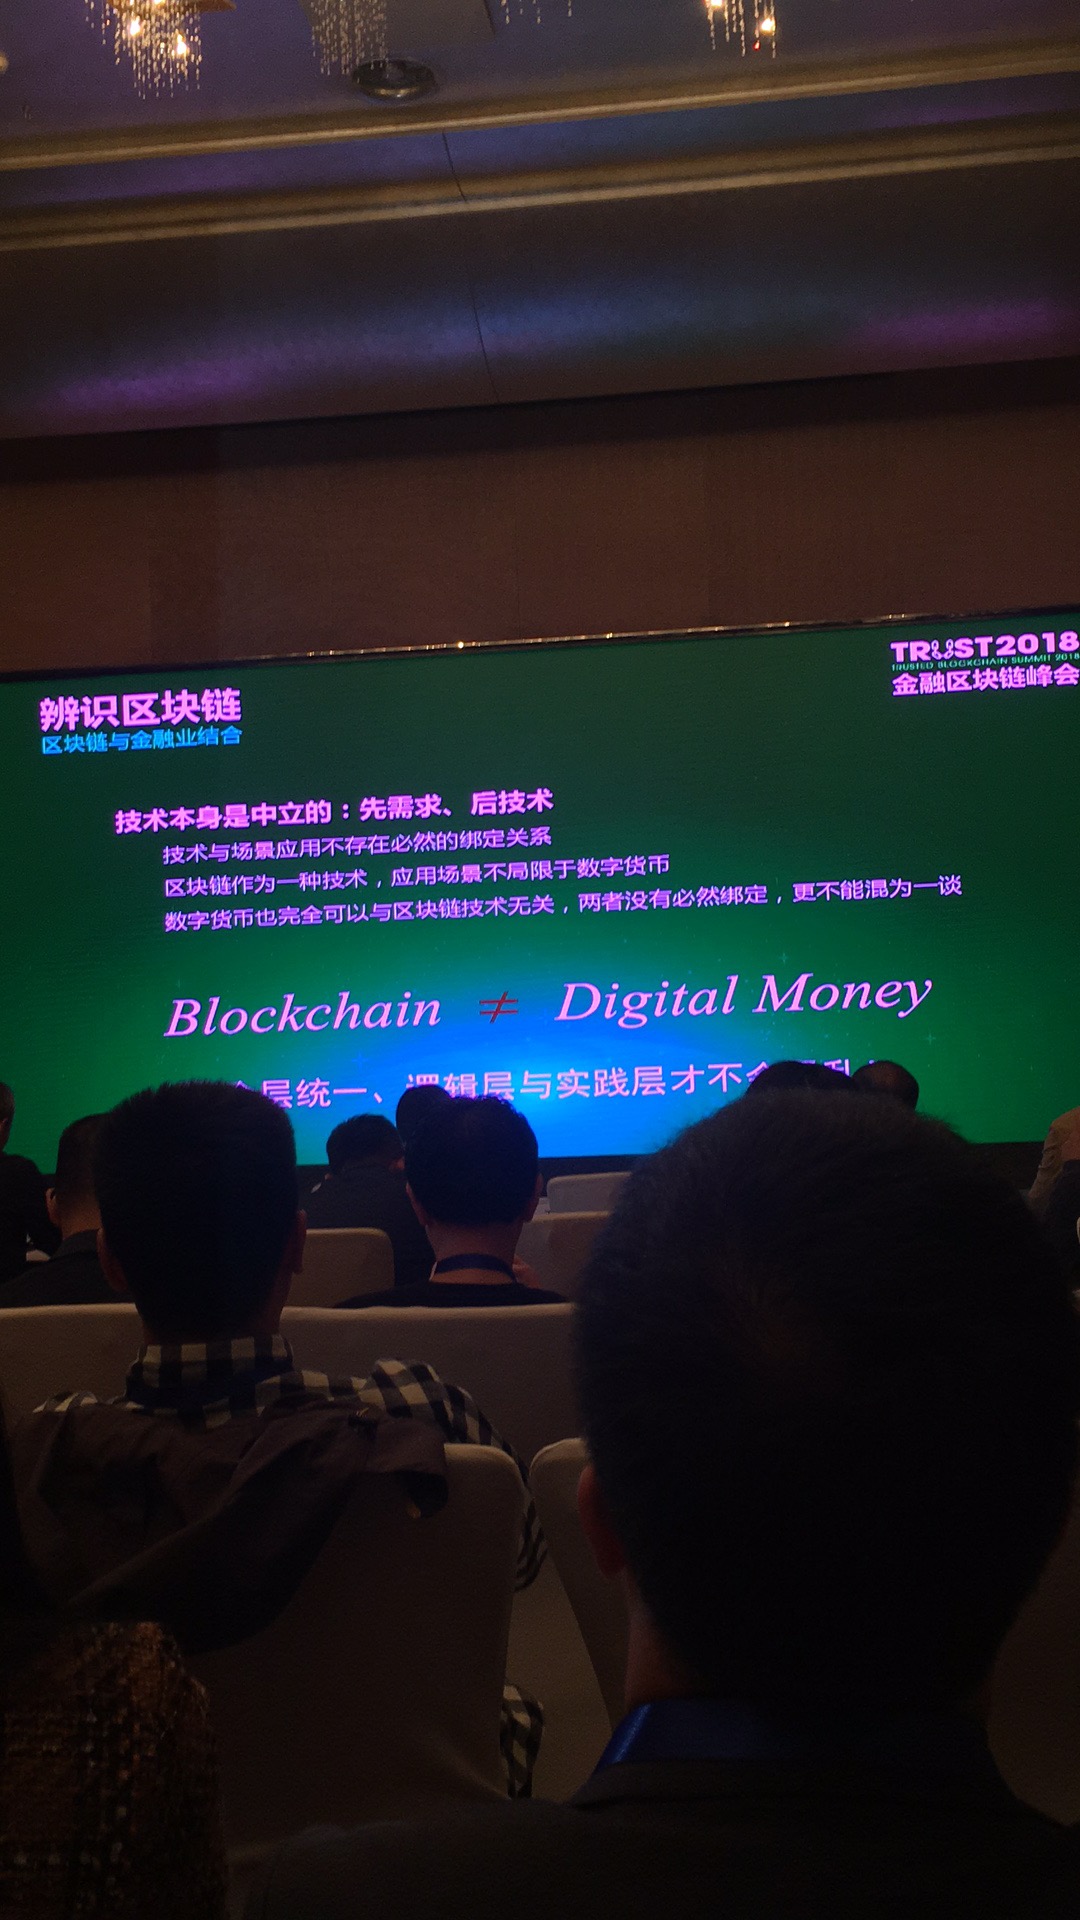 辨识区块链
区块链与金融业结合
TRUST2018
TRUSTED BLOCKCHAIN SUMMIT 2018
金融区块链峰会
技术本身是中立的：先需求、后技术
技术与场景应用不存在必然的绑定关系
区块链作为一种技术，应用场景不局限于数字货币
数字货币也完全可以与区块链技术无关，两者没有必然绑定，更不能混为一谈
Blockchain ≠ Digital Money
层统一、逻辑层与实践层才不